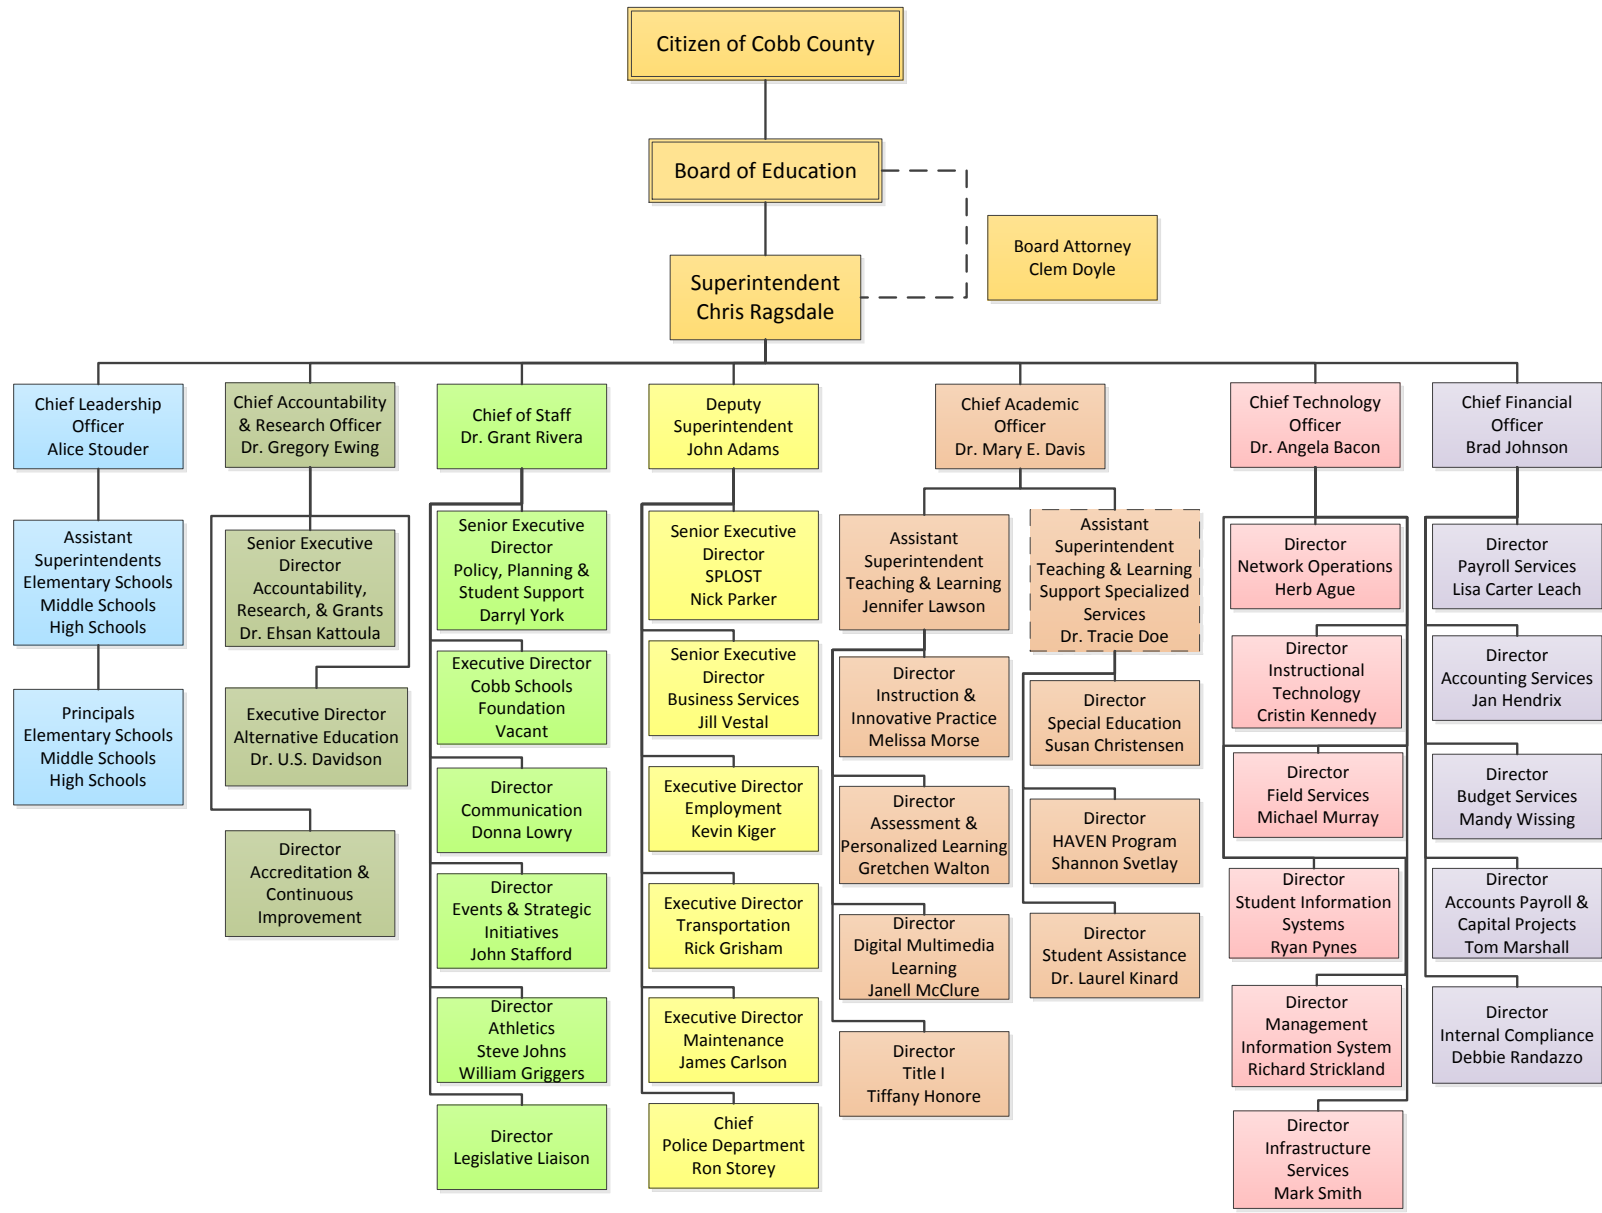 Citizen of Cobb County
Board of Education
Board Attorney
Clem Doyle
Superintendent
Chris Ragsdale
Chief Leadership
Officer
Alice Stouder
Assistant
Superintendents
Elementary Schools
Middle Schools
High Schools
Principals
Elementary Schools
Middle Schools
High Schools
Chief Accountability
& Research Officer
Dr. Gregory Ewing
Senior Executive
Director
Accountability,
Research, & Grants
Dr. Ehsan Kattoula
Executive Director
Alternative Education
Dr. U.S. Davidson
Director
Accreditation &
Continuous
Improvement
Chief of Staff
Dr. Grant Rivera
Senior Executive
Director
Policy, Planning &
Student Support
Darryl York
Executive Director
Cobb Schools
Foundation
Vacant
Director
Communication
Donna Lowry
Director
Events & Strategic
Initiatives
John Stafford
Director
Athletics
Steve Johns
William Griggers
Director
Legislative Liaison
Deputy
Superintendent
John Adams
Senior Executive
Director
SPLOST
Nick Parker
Senior Executive
Director
Business Services
Jill Vestal
Executive Director
Employment
Kevin Kiger
Executive Director
Transportation
Rick Grisham
Executive Director
Maintenance
James Carlson
Chief
Police Department
Ron Storey
Chief Academic
Officer
Dr. Mary E. Davis
Assistant
Superintendent
Teaching & Learning
Jennifer Lawson
Director
Instruction &
Innovative Practice
Melissa Morse
Director
Assessment &
Personalized Learning
Gretchen Walton
Director
Digital Multimedia
Learning
Janell McClure
Director
Title I
Tiffany Honore
Assistant
Superintendent
Teaching & Learning
Support Specialized
Services
Dr. Tracie Doe
Director
Special Education
Susan Christensen
Director
HAVEN Program
Shannon Svetlay
Director
Student Assistance
Dr. Laurel Kinard
Chief Technology
Officer
Dr. Angela Bacon
Director
Network Operations
Herb Ague
Director
Instructional
Technology
Cristin Kennedy
Director
Field Services
Michael Murray
Director
Student Information
Systems
Ryan Pynes
Director
Management
Information System
Richard Strickland
Director
Infrastructure
Services
Mark Smith
Chief Financial
Officer
Brad Johnson
Director
Payroll Services
Lisa Carter Leach
Director
Accounting Services
Jan Hendrix
Director
Budget Services
Mandy Wissing
Director
Accounts Payroll &
Capital Projects
Tom Marshall
Director
Internal Compliance
Debbie Randazzo